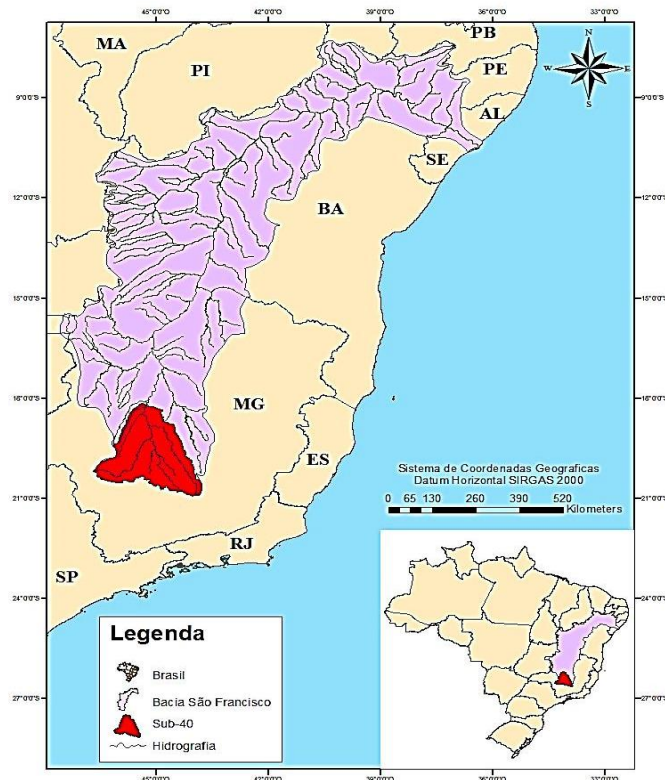 45°0'0"S 42°0'0"S 39°0'0"S 36°0'0"S 33°0'0"S
MA
PB
PI
PE
N
W E
S
9°0'0"S 9°0'0"S
AL
SE
12°0'0"S 12°0'0"S
BA
15°0'0"S 15°0'0"S
18°0'0"S 18°0'0"S
MG
ES
Sistema de Coordenadas Geograficas
Datum Horizontal SIRGAS 2000
0 65 130 260 390 520
Kilometers
21°0'0"S 21°0'0"S
RJ
SP
24°0'0"S 24°0'0"S
Legenda
Brasil
Bacia São Francisco
Sub-40
Hidrografia
27°0'0"S 27°0'0"S
45°0'0"S 42°0'0"S 39°0'0"S 36°0'0"S 33°0'0"S